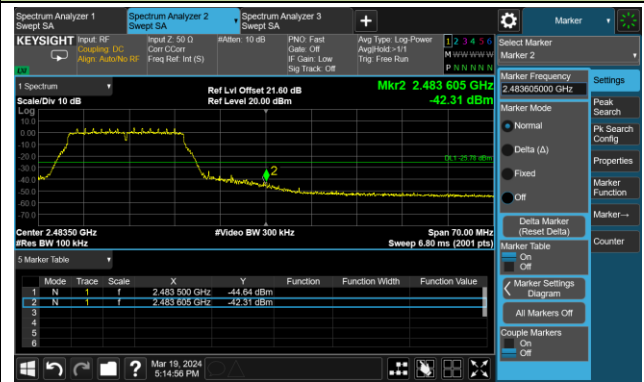 Spectrum Analyzer 1
Swept SA
Spectrum Analyzer 2
Swept SA
Spectrum Analyzer 3
Swept SA
+
Marker
KEYSIGHT
Input: RF
Coupling: DC
Align: Auto/No RF
Input Z: 50 Ω
Corr CCorr
Freq Ref: Int (S)
#Atten: 10 dB
PNO: Fast
Gate: Off
IF Gain: Low
Sig Track: Off
Avg Type: Log-Power
Avg|Hold:>1/1
Trig: Free Run
1 2 3 4 5 6
M W W W W W
P N N N N N
LVI
Select Marker
Marker 2
1 Spectrum
Scale/Div 10 dB
Ref Lvl Offset 21.60 dB
Ref Level 20.00 dBm
Mkr2 2.483 605 GHz
-42.31 dBm
Log
10.0
0.00
-10.0
-20.0
-30.0
-40.0
-50.0
-60.0
-70.0
DL1 -25.78 dBm
2
Center 2.48350 GHz
#Res BW 100 kHz
#Video BW 300 kHz
Span 70.00 MHz
Sweep 6.80 ms (2001 pts)
5 Marker Table
Mode Trace Scale X Y Function Function Width Function Value
1 N 1 f 2.483 500 GHz -44.64 dBm
2 N 1 f 2.483 605 GHz -42.31 dBm
3
4
5
6
Marker Frequency
2.483605000 GHz
Marker Mode
Normal
Delta (Δ)
Fixed
Off
Delta Marker
(Reset Delta)
Marker Table
On
Off
Marker Settings
Diagram
All Markers Off
Couple Markers
On
Off
Settings
Peak
Search
Pk Search
Config
Properties
Marker
Function
Marker→
Counter
?
Mar 19, 2024
5:14:56 PM